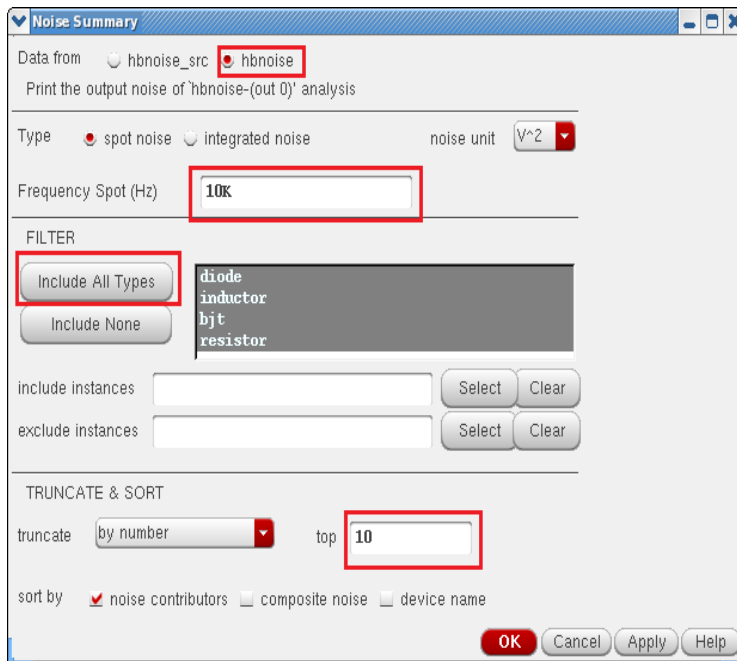 Noise Summary
Data from hbnoise_src hbnoise
Print the output noise of `hbnoise-(out 0)' analysis
Type spot noise integrated noise noise unit V^2
Frequency Spot (Hz) 10K
FILTER
Include All Types
Include None
diode
inductor
bjt
resistor
include instances Select Clear
exclude instances Select Clear
TRUNCATE & SORT
truncate by number top 10
sort by noise contributors composite noise device name
OK Cancel Apply Help